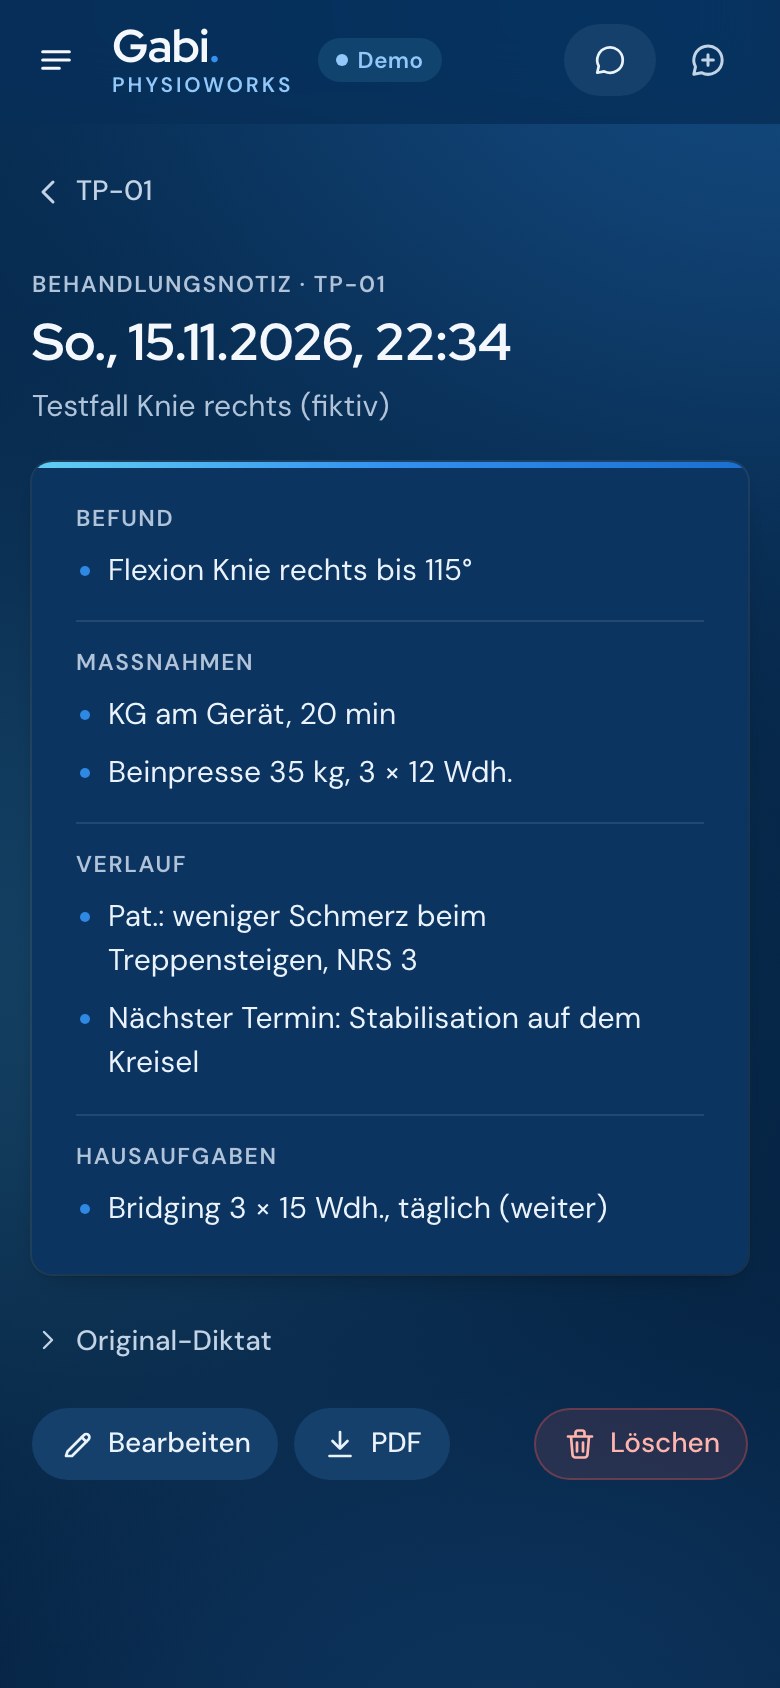 Gabi.
PHYSIOWORKS
Demo
TP-01
BEHANDLUNGSNOTIZ · TP-01
So., 15.11.2026, 22:34
Testfall Knie rechts (fiktiv)
BEFUND
Flexion Knie rechts bis 115°
MASSNAHMEN
KG am Gerät, 20 min
Beinpresse 35 kg, 3 × 12 Wdh.
VERLAUF
Pat.: weniger Schmerz beim
Treppensteigen, NRS 3
Nächster Termin: Stabilisation auf dem
Kreisel
HAUSAUFGABEN
Bridging 3 × 15 Wdh., täglich (weiter)
Original-Diktat
Bearbeiten
PDF
Löschen